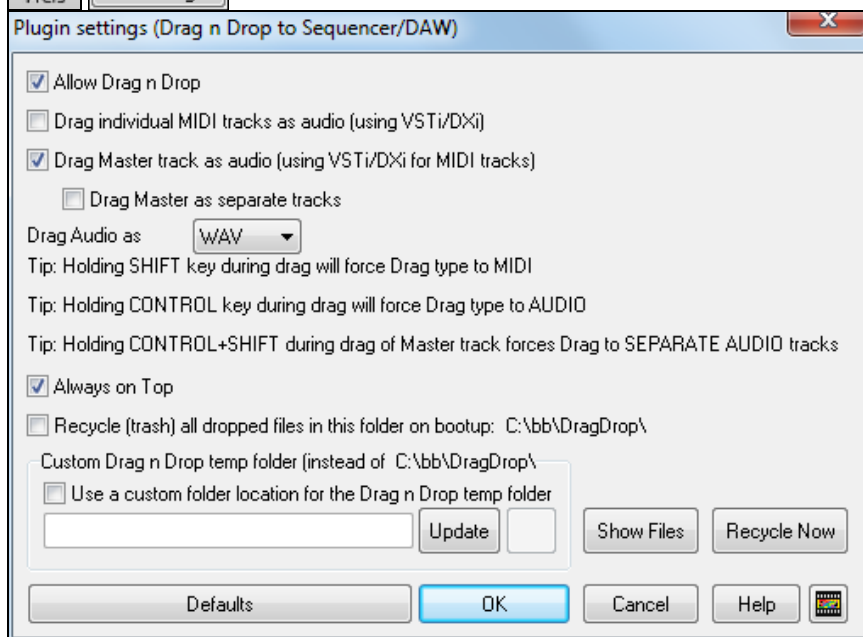 Plugin settings (Drag n Drop to Sequencer/DAW)
Allow Drag n Drop
Drag individual MIDI tracks as audio (using VSTi/DXi)
Drag Master track as audio (using VSTi/DXi for MIDI tracks)
Drag Master as separate tracks
Drag Audio as WAV
Tip: Holding SHIFT key during drag will force Drag type to MIDI
Tip: Holding CONTROL key during drag will force Drag type to AUDIO
Tip: Holding CONTROL+SHIFT during drag of Master track forces Drag to SEPARATE AUDIO tracks
Always on Top
Recycle (trash) all dropped files in this folder on bootup: C:\bb\DragDrop\
Custom Drag n Drop temp folder (instead of C:\bb\DragDrop\
Use a custom folder location for the Drag n Drop temp folder
Update Show Files Recycle Now
Defaults OK Cancel Help